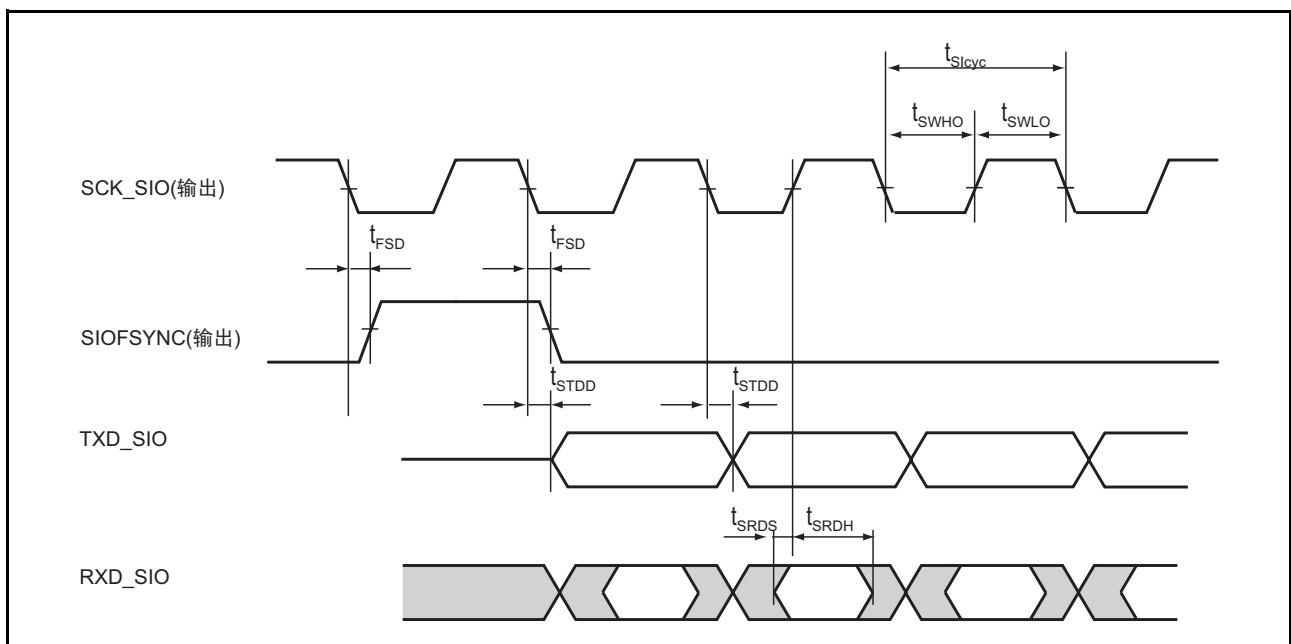 tSIcyc
tSWHO tSWLO
SCK_SIO(输出)
tFSD tFSD
SIOFSYNC(输出)
tSTDD tSTDD
TXD_SIO
tSRDS tSRDH
RXD_SIO